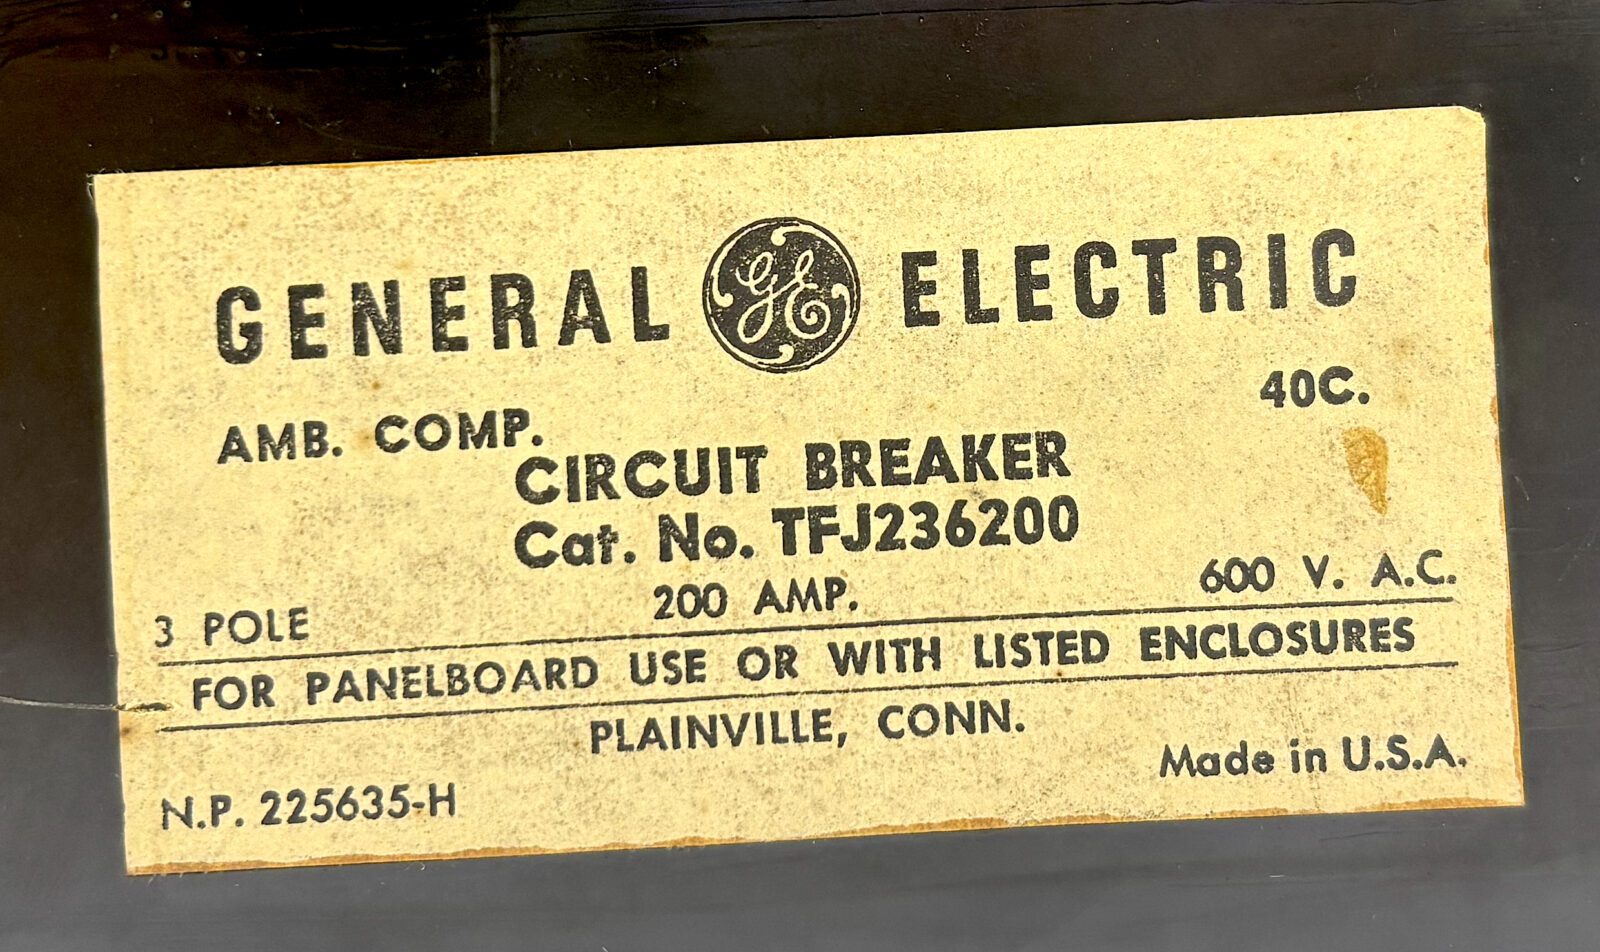 GENERAL GE ELECTRIC
AMB. COMP. 40C.
CIRCUIT BREAKER
Cat. No. TFJ236200
3 POLE 200 AMP. 600 V. A.C.
FOR PANELBOARD USE OR WITH LISTED ENCLOSURES
PLAINVILLE, CONN.
Made in U.S.A.
N.P. 225635-H